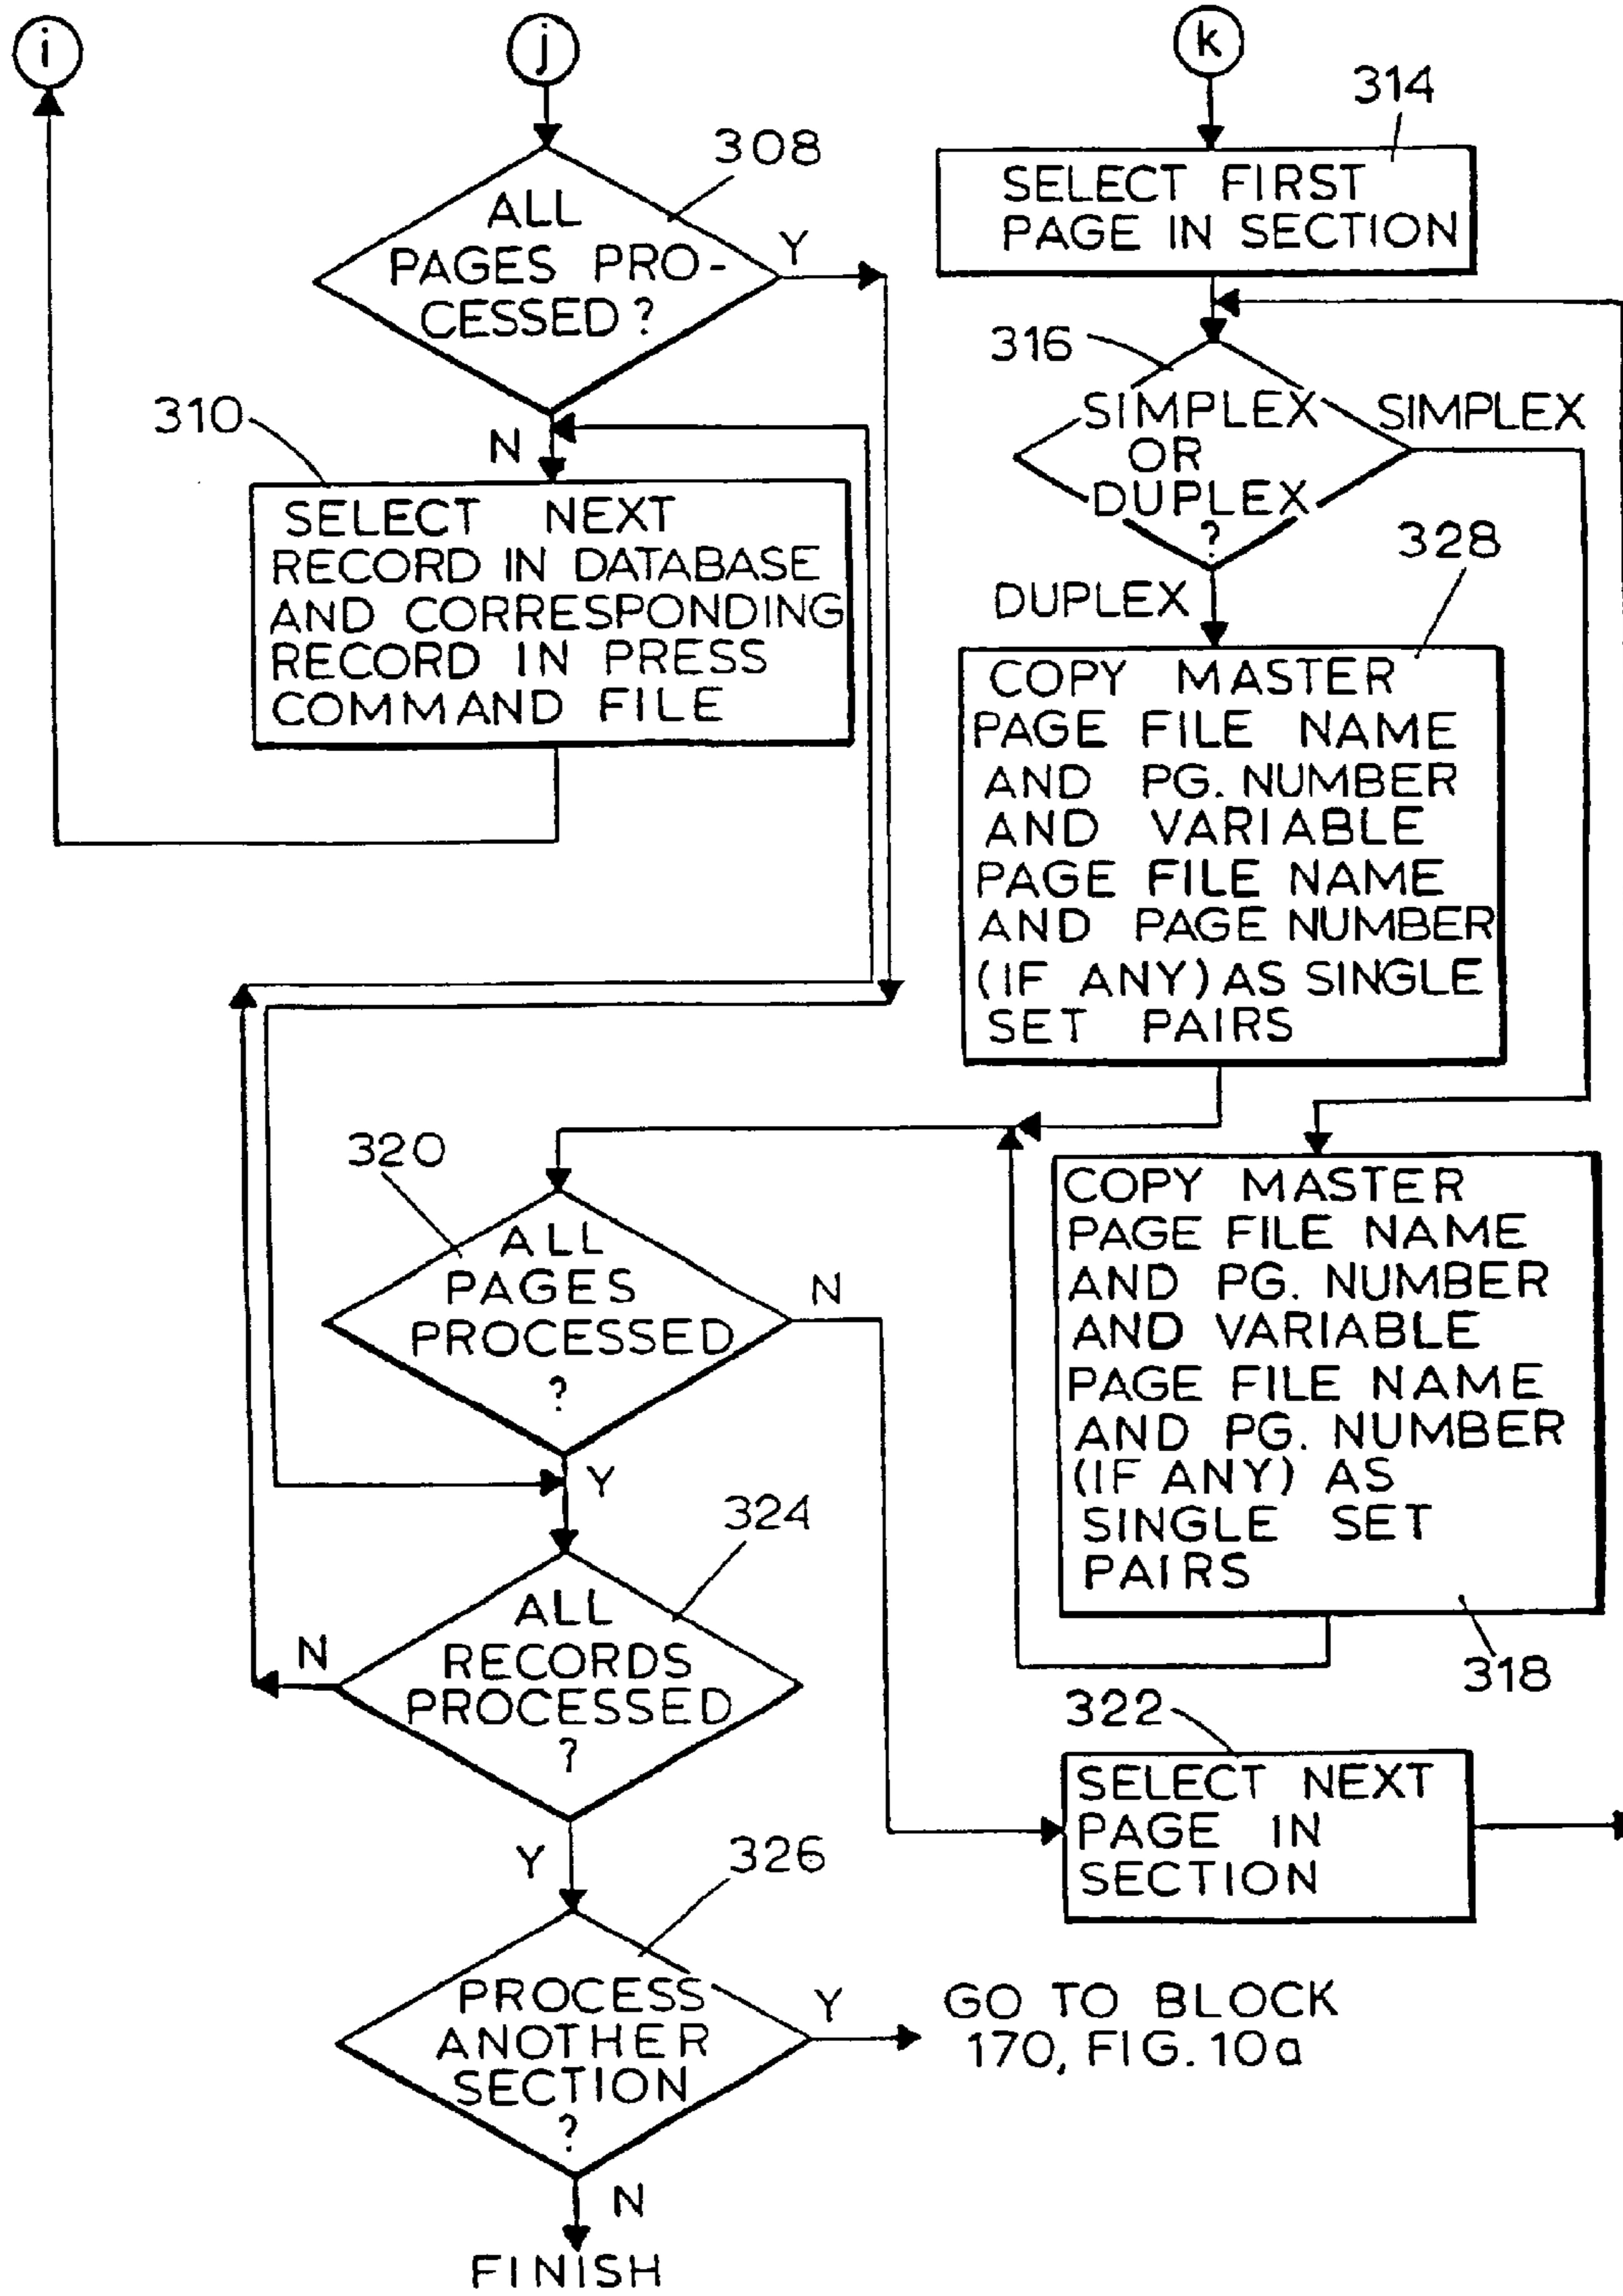 i
j
k
308
ALL
PAGES PRO-
CESSED?
Y
N
310
SELECT NEXT
RECORD IN DATABASE
AND CORRESPONDING
RECORD IN PRESS
COMMAND FILE
314
SELECT FIRST
PAGE IN SECTION
316
SIMPLEX
OR
DUPLEX
?
SIMPLEX
DUPLEX
328
COPY MASTER
PAGE FILE NAME
AND PG. NUMBER
AND VARIABLE
PAGE FILE NAME
AND PAGE NUMBER
(IF ANY) AS SINGLE
SET PAIRS
320
ALL
PAGES
PROCESSED
?
N
Y
COPY MASTER
PAGE FILE NAME
AND PG. NUMBER
AND VARIABLE
PAGE FILE NAME
AND PG. NUMBER
(IF ANY) AS
SINGLE SET
PAIRS
318
324
ALL
RECORDS
PROCESSED
?
N
Y
322
SELECT NEXT
PAGE IN
SECTION
326
PROCESS
ANOTHER
SECTION
?
Y
GO TO BLOCK
170, FIG. 10a
N
FINISH